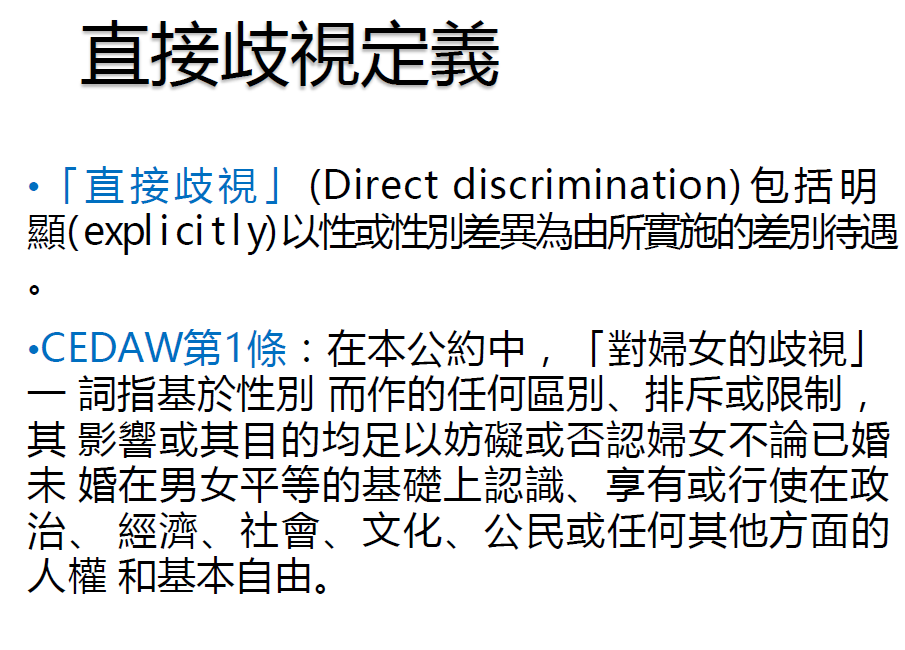 直接歧視定義
•「直接歧視」(Direct discrimination)包括明
顯(explicitly)以性或性別差異為由所實施的差別待遇
。
•CEDAW第1條：在本公約中，「對婦女的歧視」
一 詞指基於性別 而作的任何區別、排斥或限制，
其 影響或其目的均足以妨礙或否認婦女不論已婚
未 婚在男女平等的基礎上認識、享有或行使在政
治、 經濟、社會、文化、公民或任何其他方面的
人權 和基本自由。